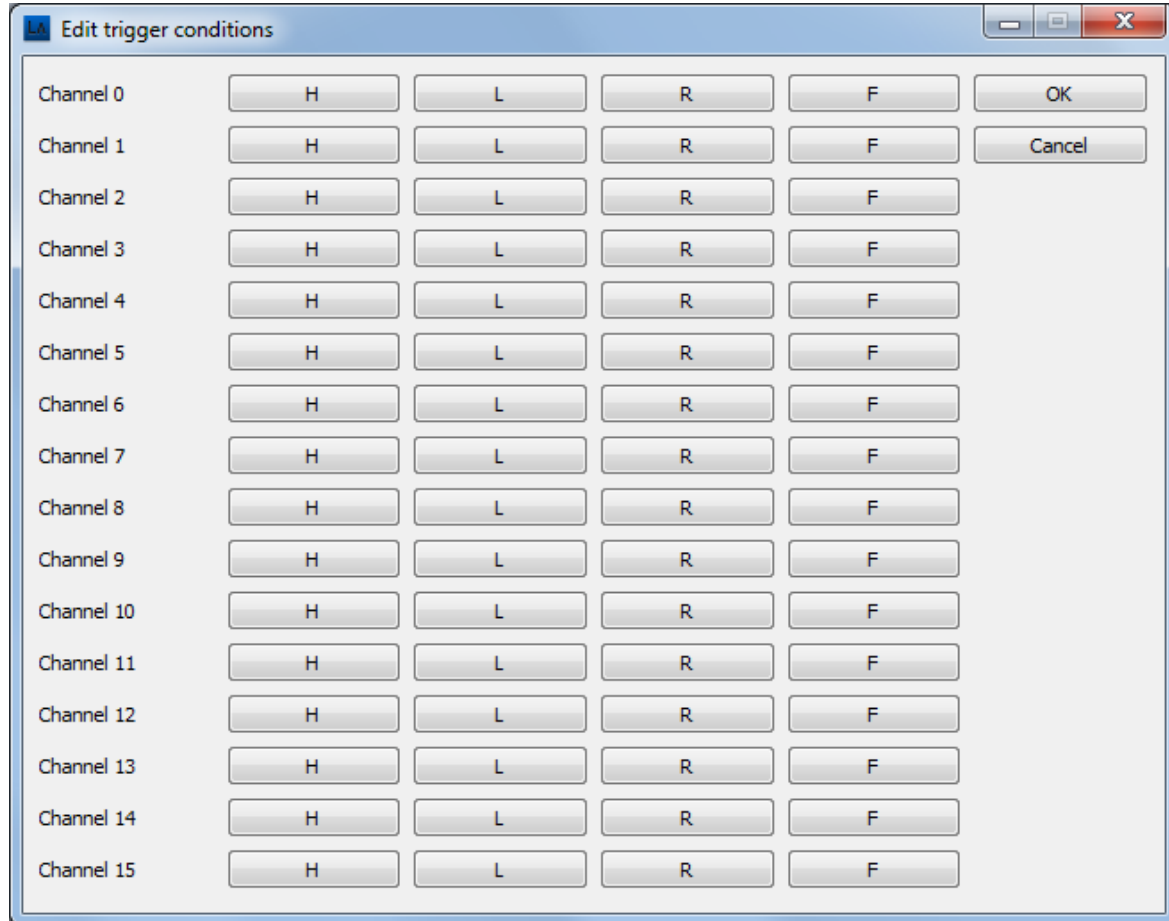 LA Edit trigger conditions
Channel 0 H L R F OK
Channel 1 H L R F Cancel
Channel 2 H L R F
Channel 3 H L R F
Channel 4 H L R F
Channel 5 H L R F
Channel 6 H L R F
Channel 7 H L R F
Channel 8 H L R F
Channel 9 H L R F
Channel 10 H L R F
Channel 11 H L R F
Channel 12 H L R F
Channel 13 H L R F
Channel 14 H L R F
Channel 15 H L R F